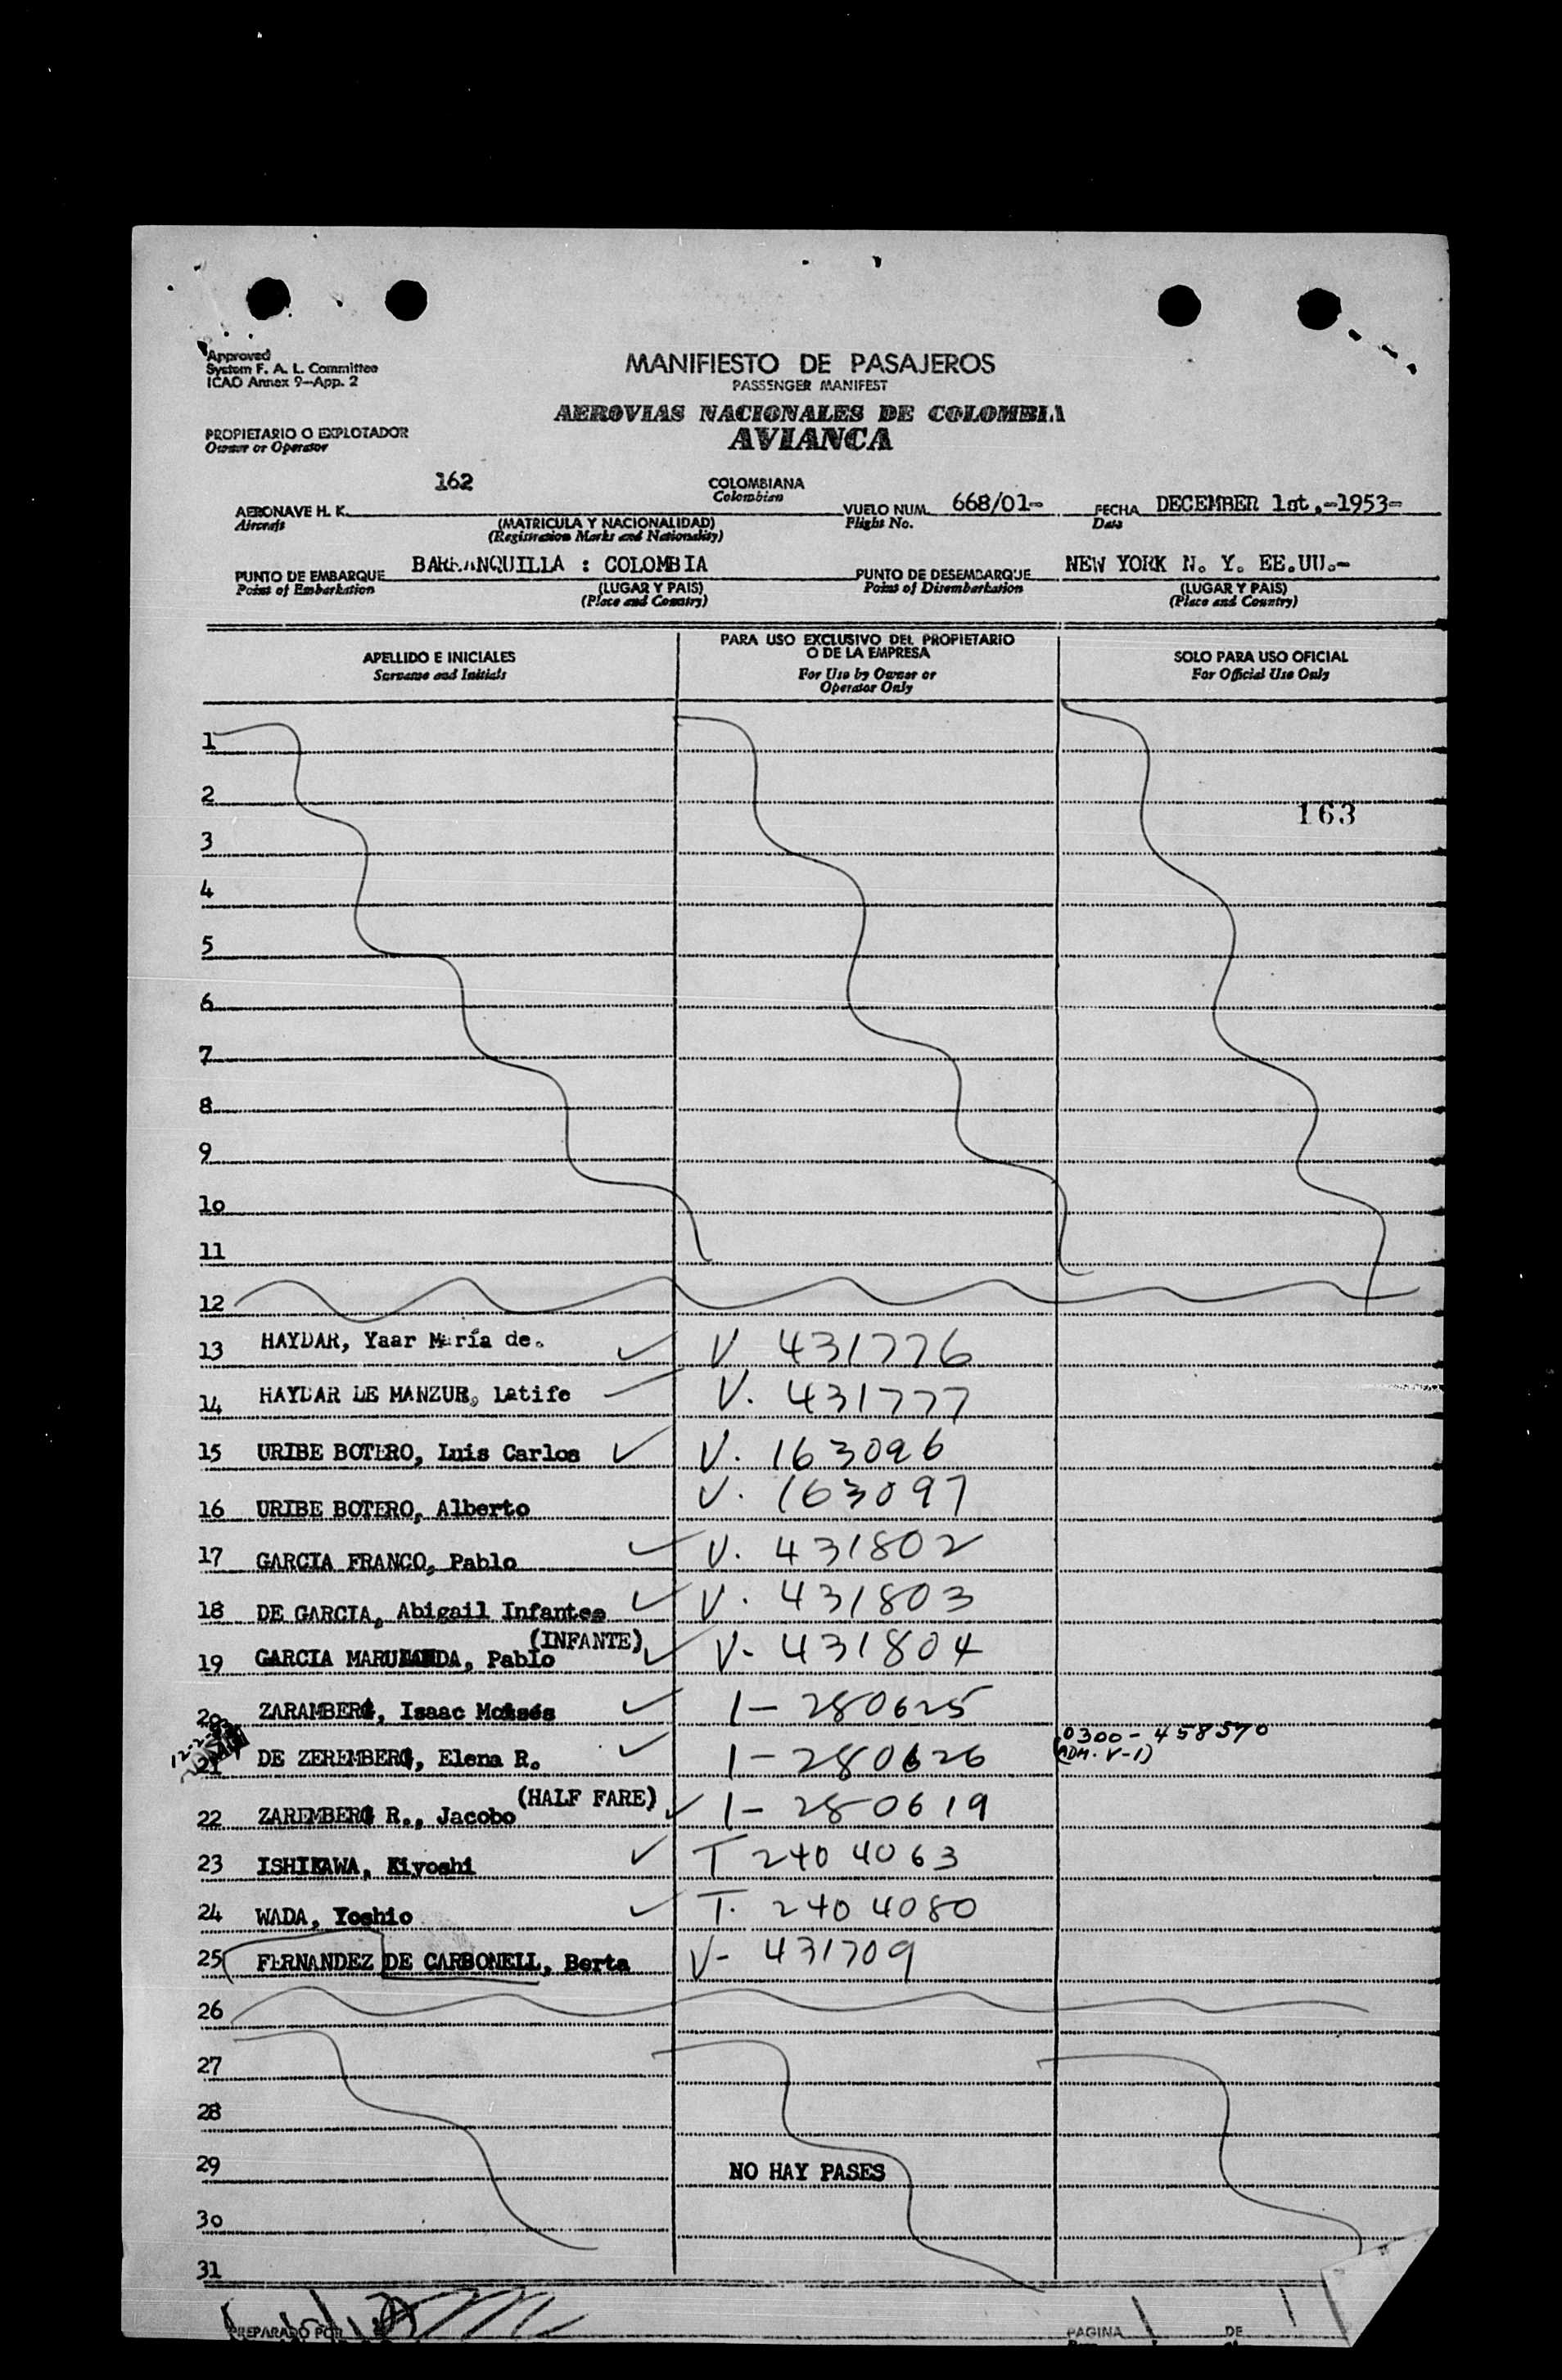 Approved
System F. A. L. Committee
ICAO Annex 9-App. 2
MANIFIESTO DE PASAJEROS
PASSENGER MANIFEST
AEROVIAS NACIONALES DE COLOMBIA
AVIANCA
PROPIETARIO O EXPLOTADOR
Owner or Operator
162
COLOMBIANA
Colombian
AERONAVE H. K.
Aircraft
(MATRICULA Y NACIONALIDAD)
(Registration Marks and Nationality)
VUELO NUM. 668/01-
Flight No.
FECHA DECEMBER 1st.-1953-
Date
PUNTO DE EMBARQUE BARRANQUILLA : COLOMBIA
Point of Embarkation
(LUGAR Y PAIS)
(Place and Country)
PUNTO DE DESEMBARQUE NEW YORK N. Y. EE.UU.-
Point of Disembarkation
(LUGAR Y PAIS)
(Place and Country)
APELLIDO E INICIALES
Surname and Initials
PARA USO EXCLUSIVO DEL PROPIETARIO
O DE LA EMPRESA
For Use by Owner or
Operator Only
SOLO PARA USO OFICIAL
For Official Use Only
1
2
163
3
4
5
6
7
8
9
10
11
12
13 HAYDAR, Yaar María de. V 431776
14 HAYDAR DE MANZUR, Latife V. 431777
15 URIBE BOTERO, Luis Carlos V. 163096
16 URIBE BOTERO, Alberto V. 163097
17 GARCIA FRANCO, Pablo V. 431802
18 DE GARCIA, Abigail Infantes V. 431803
(INFANTE)
19 GARCIA MARULANDA, Pablo V- 431804
20 ZARAMBERG, Isaac Moisés 1- 280625
21 DE ZEREMBERG, Elena R. 1- 280626 0300-458570
(ADM. V-1)
(HALF FARE)
22 ZAREMBERG R., Jacobo 1- 280619
23 ISHIKAWA, Kiyoshi T 2404063
24 WADA, Yoshio T. 2404080
25 FERNANDEZ DE CARBONELL, Berta V- 431709
26
27
28
29 NO HAY PASES
30
31
PREPARADO POR
PAGINA DE